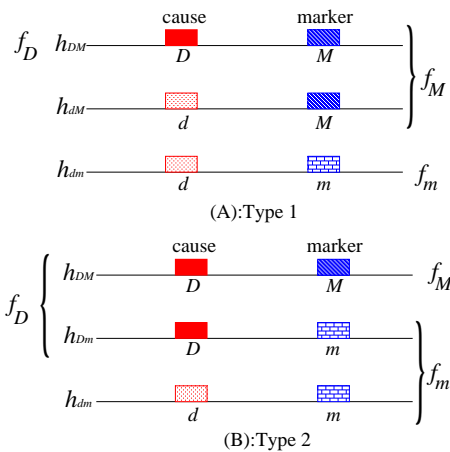 cause marker
f_D h_DM D M
h_dM d M f_M
h_dm d m f_m
(A):Type 1
cause marker
h_DM D M f_M
f_D h_Dm D m
h_dm d m f_m
(B):Type 2